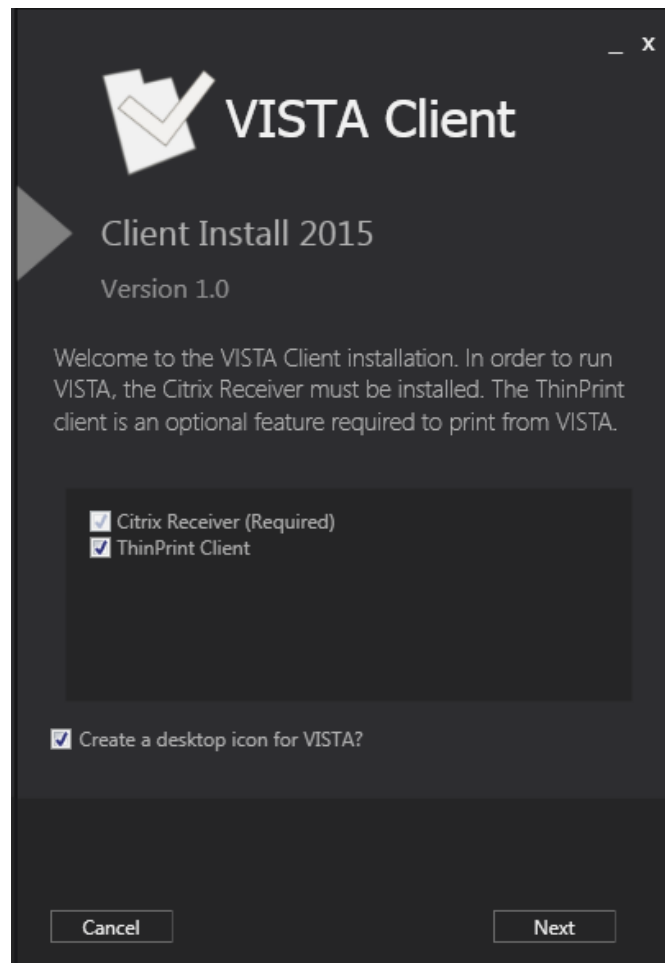 _ x
VISTA Client
Client Install 2015
Version 1.0
Welcome to the VISTA Client installation. In order to run
VISTA, the Citrix Receiver must be installed. The ThinPrint
client is an optional feature required to print from VISTA.
Citrix Receiver (Required)
ThinPrint Client
Create a desktop icon for VISTA?
Cancel
Next